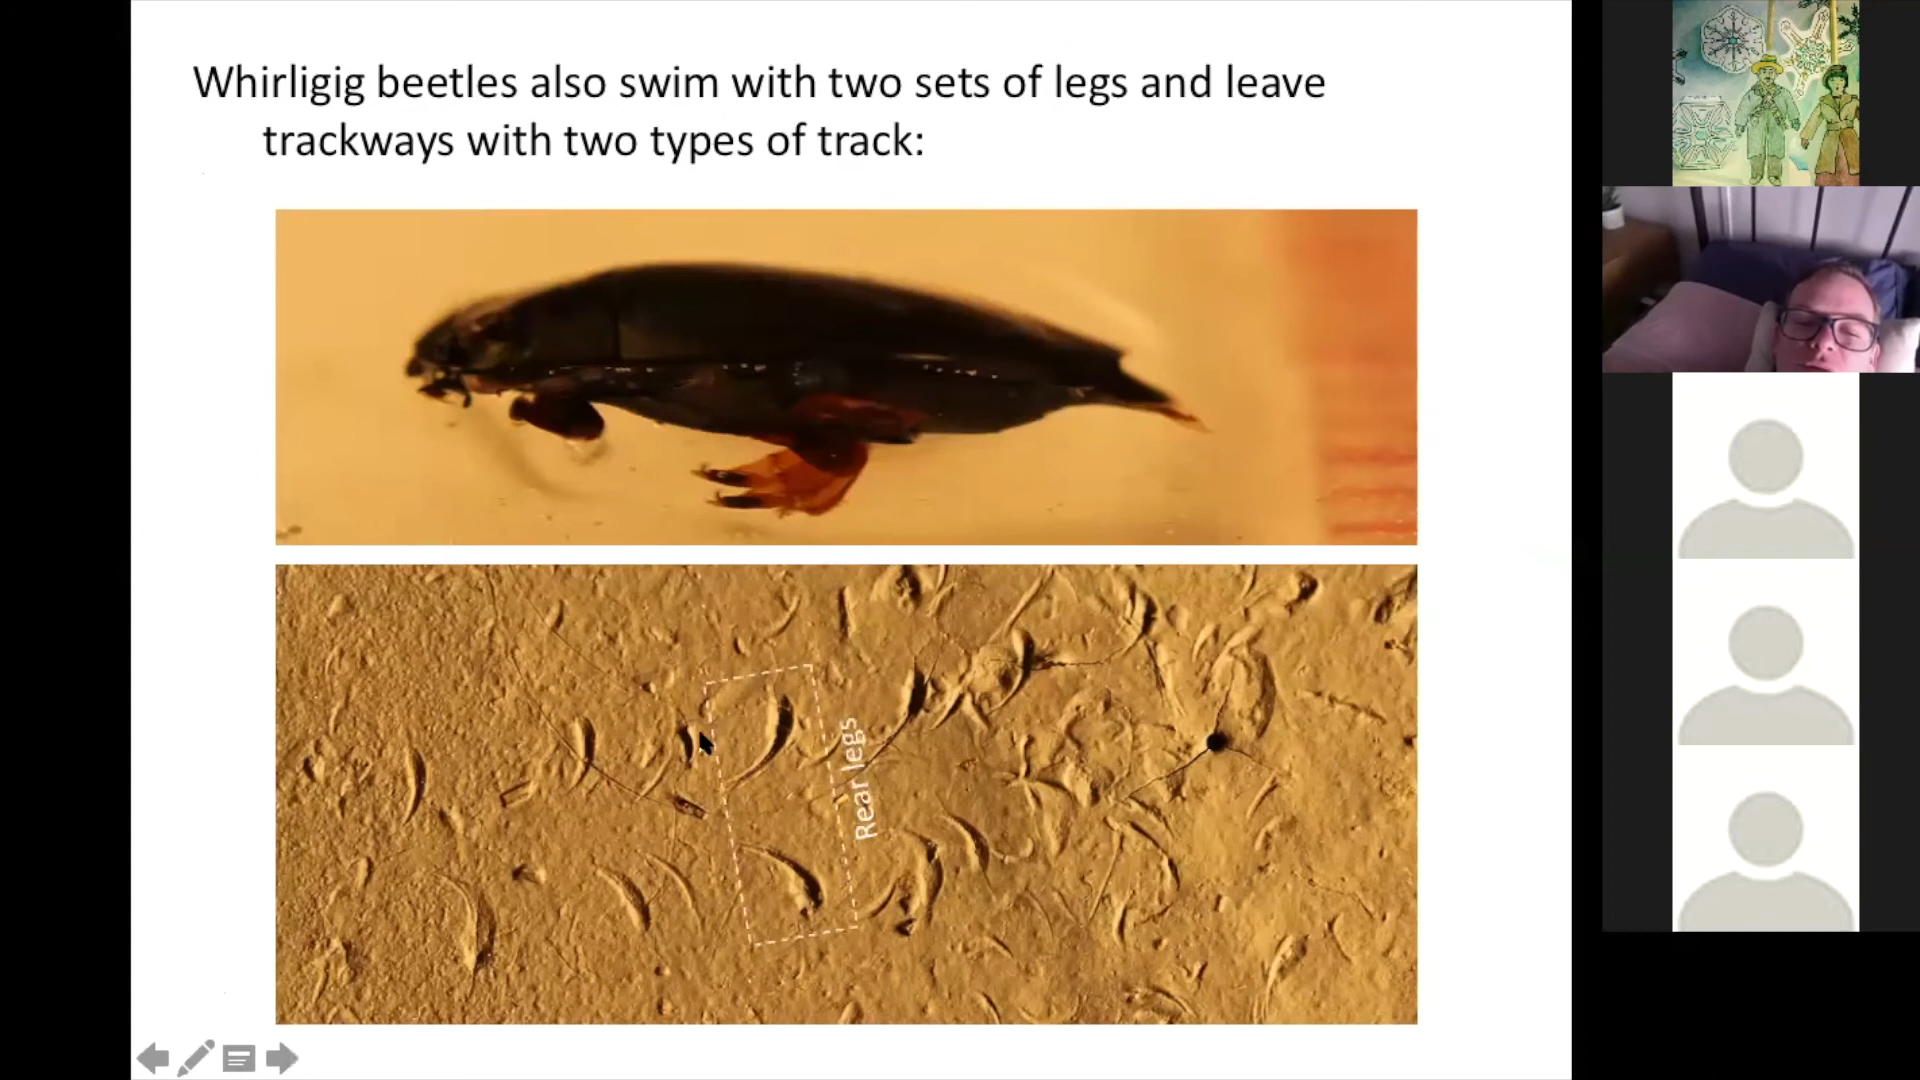 Whirligig beetles also swim with two sets of legs and leave
trackways with two types of track:
Rear legs